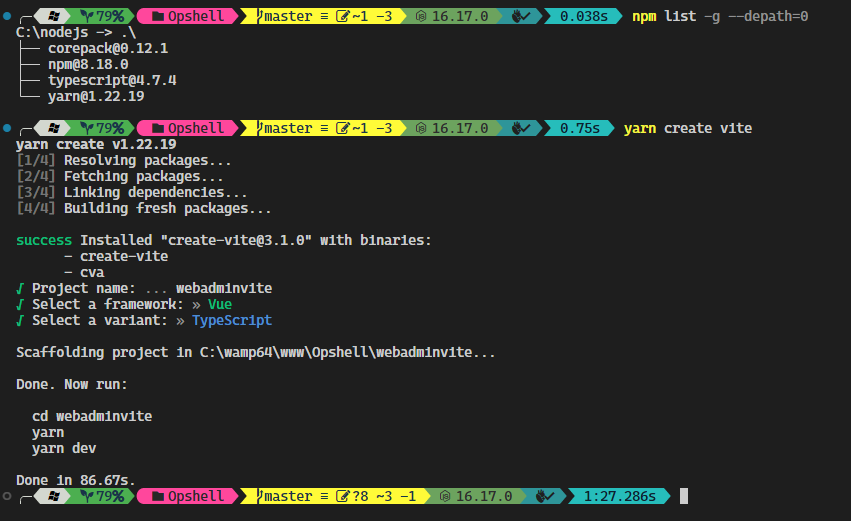 79% Opshell master ≡ ~1 -3 16.17.0 0.038s npm list -g --depath=0
C:\nodejs -> .\
├── corepack@0.12.1
├── npm@8.18.0
├── typescript@4.7.4
└── yarn@1.22.19
79% Opshell master ≡ ~1 -3 16.17.0 0.75s yarn create vite
yarn create v1.22.19
[1/4] Resolving packages...
[2/4] Fetching packages...
[3/4] Linking dependencies...
[4/4] Building fresh packages...
success Installed "create-vite@3.1.0" with binaries:
- create-vite
- cva
√ Project name: ... webadminvite
√ Select a framework: » Vue
√ Select a variant: » TypeScript
Scaffolding project in C:\wamp64\www\Opshell\webadminvite...
Done. Now run:
cd webadminvite
yarn
yarn dev
Done in 86.67s.
79% Opshell master ≡ ?8 ~3 -1 16.17.0 1:27.286s